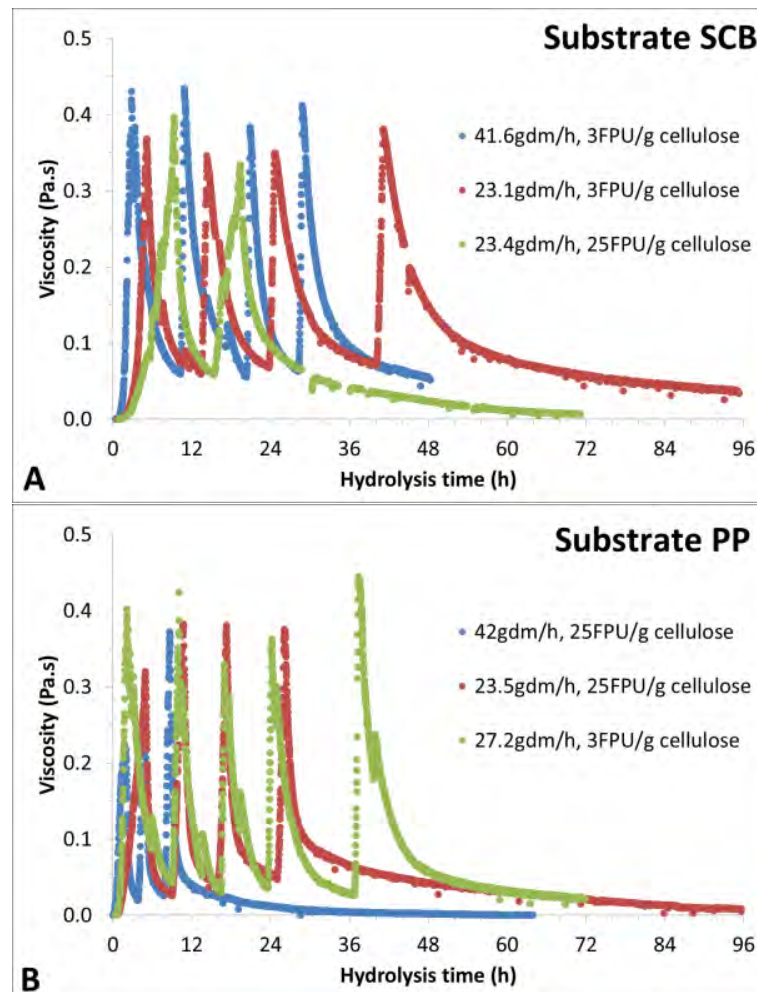 Substrate SCB
0.5
0.4
0.3
0.2
0.1
0.0
Viscosity (Pa.s)
41.6gdm/h, 3FPU/g cellulose
23.1gdm/h, 3FPU/g cellulose
23.4gdm/h, 25FPU/g cellulose
0 12 24 36 48 60 72 84 96
Hydrolysis time (h)
A
Substrate PP
0.5
0.4
0.3
0.2
0.1
0.0
Viscosity (Pa.s)
42gdm/h, 25FPU/g cellulose
23.5gdm/h, 25FPU/g cellulose
27.2gdm/h, 3FPU/g cellulose
0 12 24 36 48 60 72 84 96
Hydrolysis time (h)
B